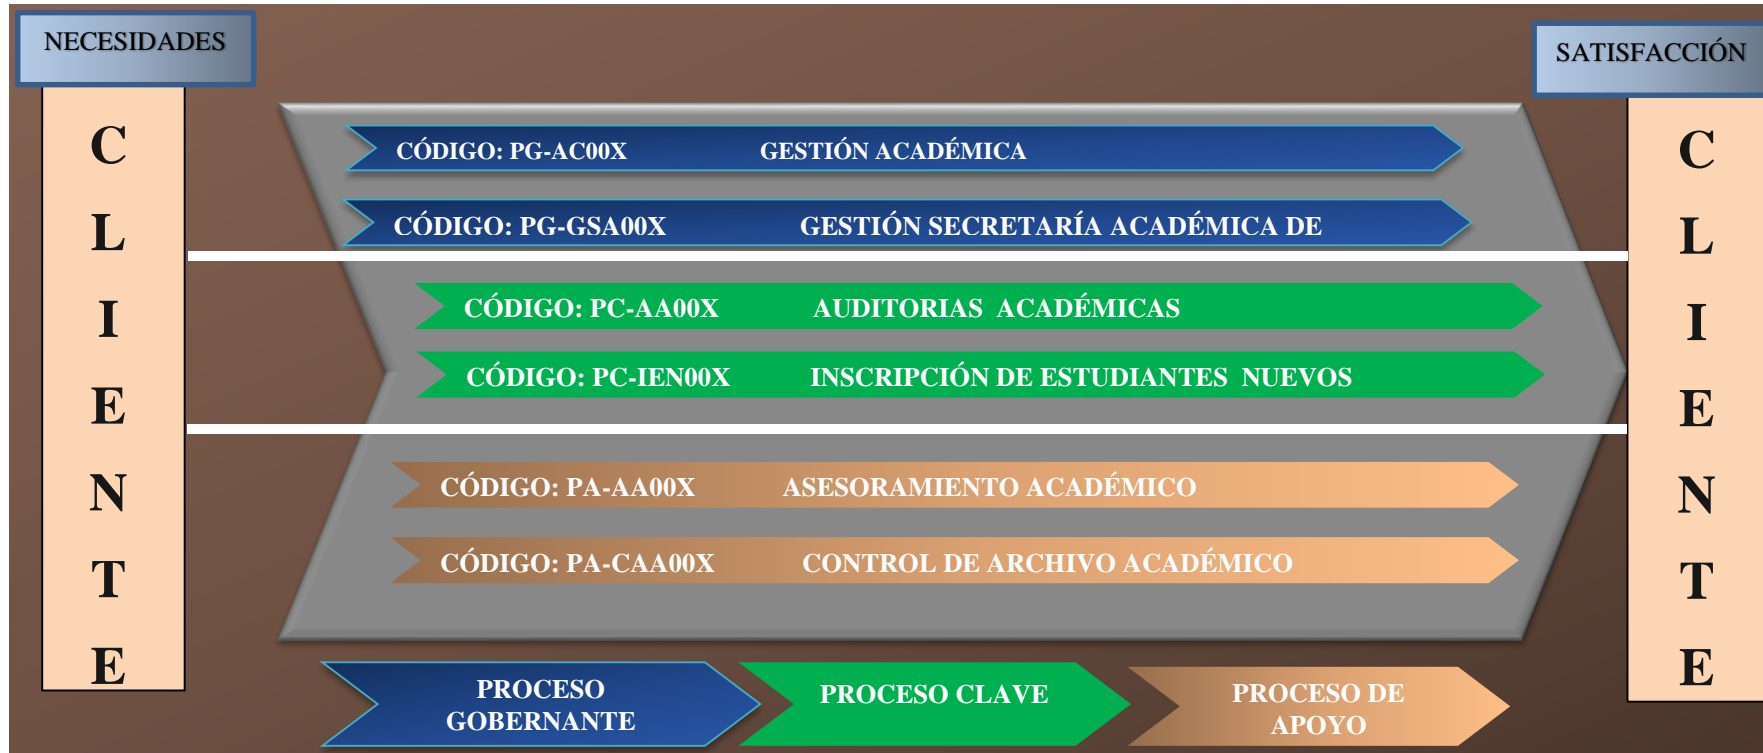 NECESIDADES
SATISFACCIÓN
C
L
I
E
N
T
E
CÓDIGO: PG-AC00X GESTIÓN ACADÉMICA
CÓDIGO: PG-GSA00X GESTIÓN SECRETARÍA ACADÉMICA DE
CÓDIGO: PC-AA00X AUDITORIAS ACADÉMICAS
CÓDIGO: PC-IEN00X INSCRIPCIÓN DE ESTUDIANTES NUEVOS
CÓDIGO: PA-AA00X ASESORAMIENTO ACADÉMICO
CÓDIGO: PA-CAA00X CONTROL DE ARCHIVO ACADÉMICO
C
L
I
E
N
T
E
PROCESO
GOBERNANTE
PROCESO CLAVE
PROCESO DE
APOYO